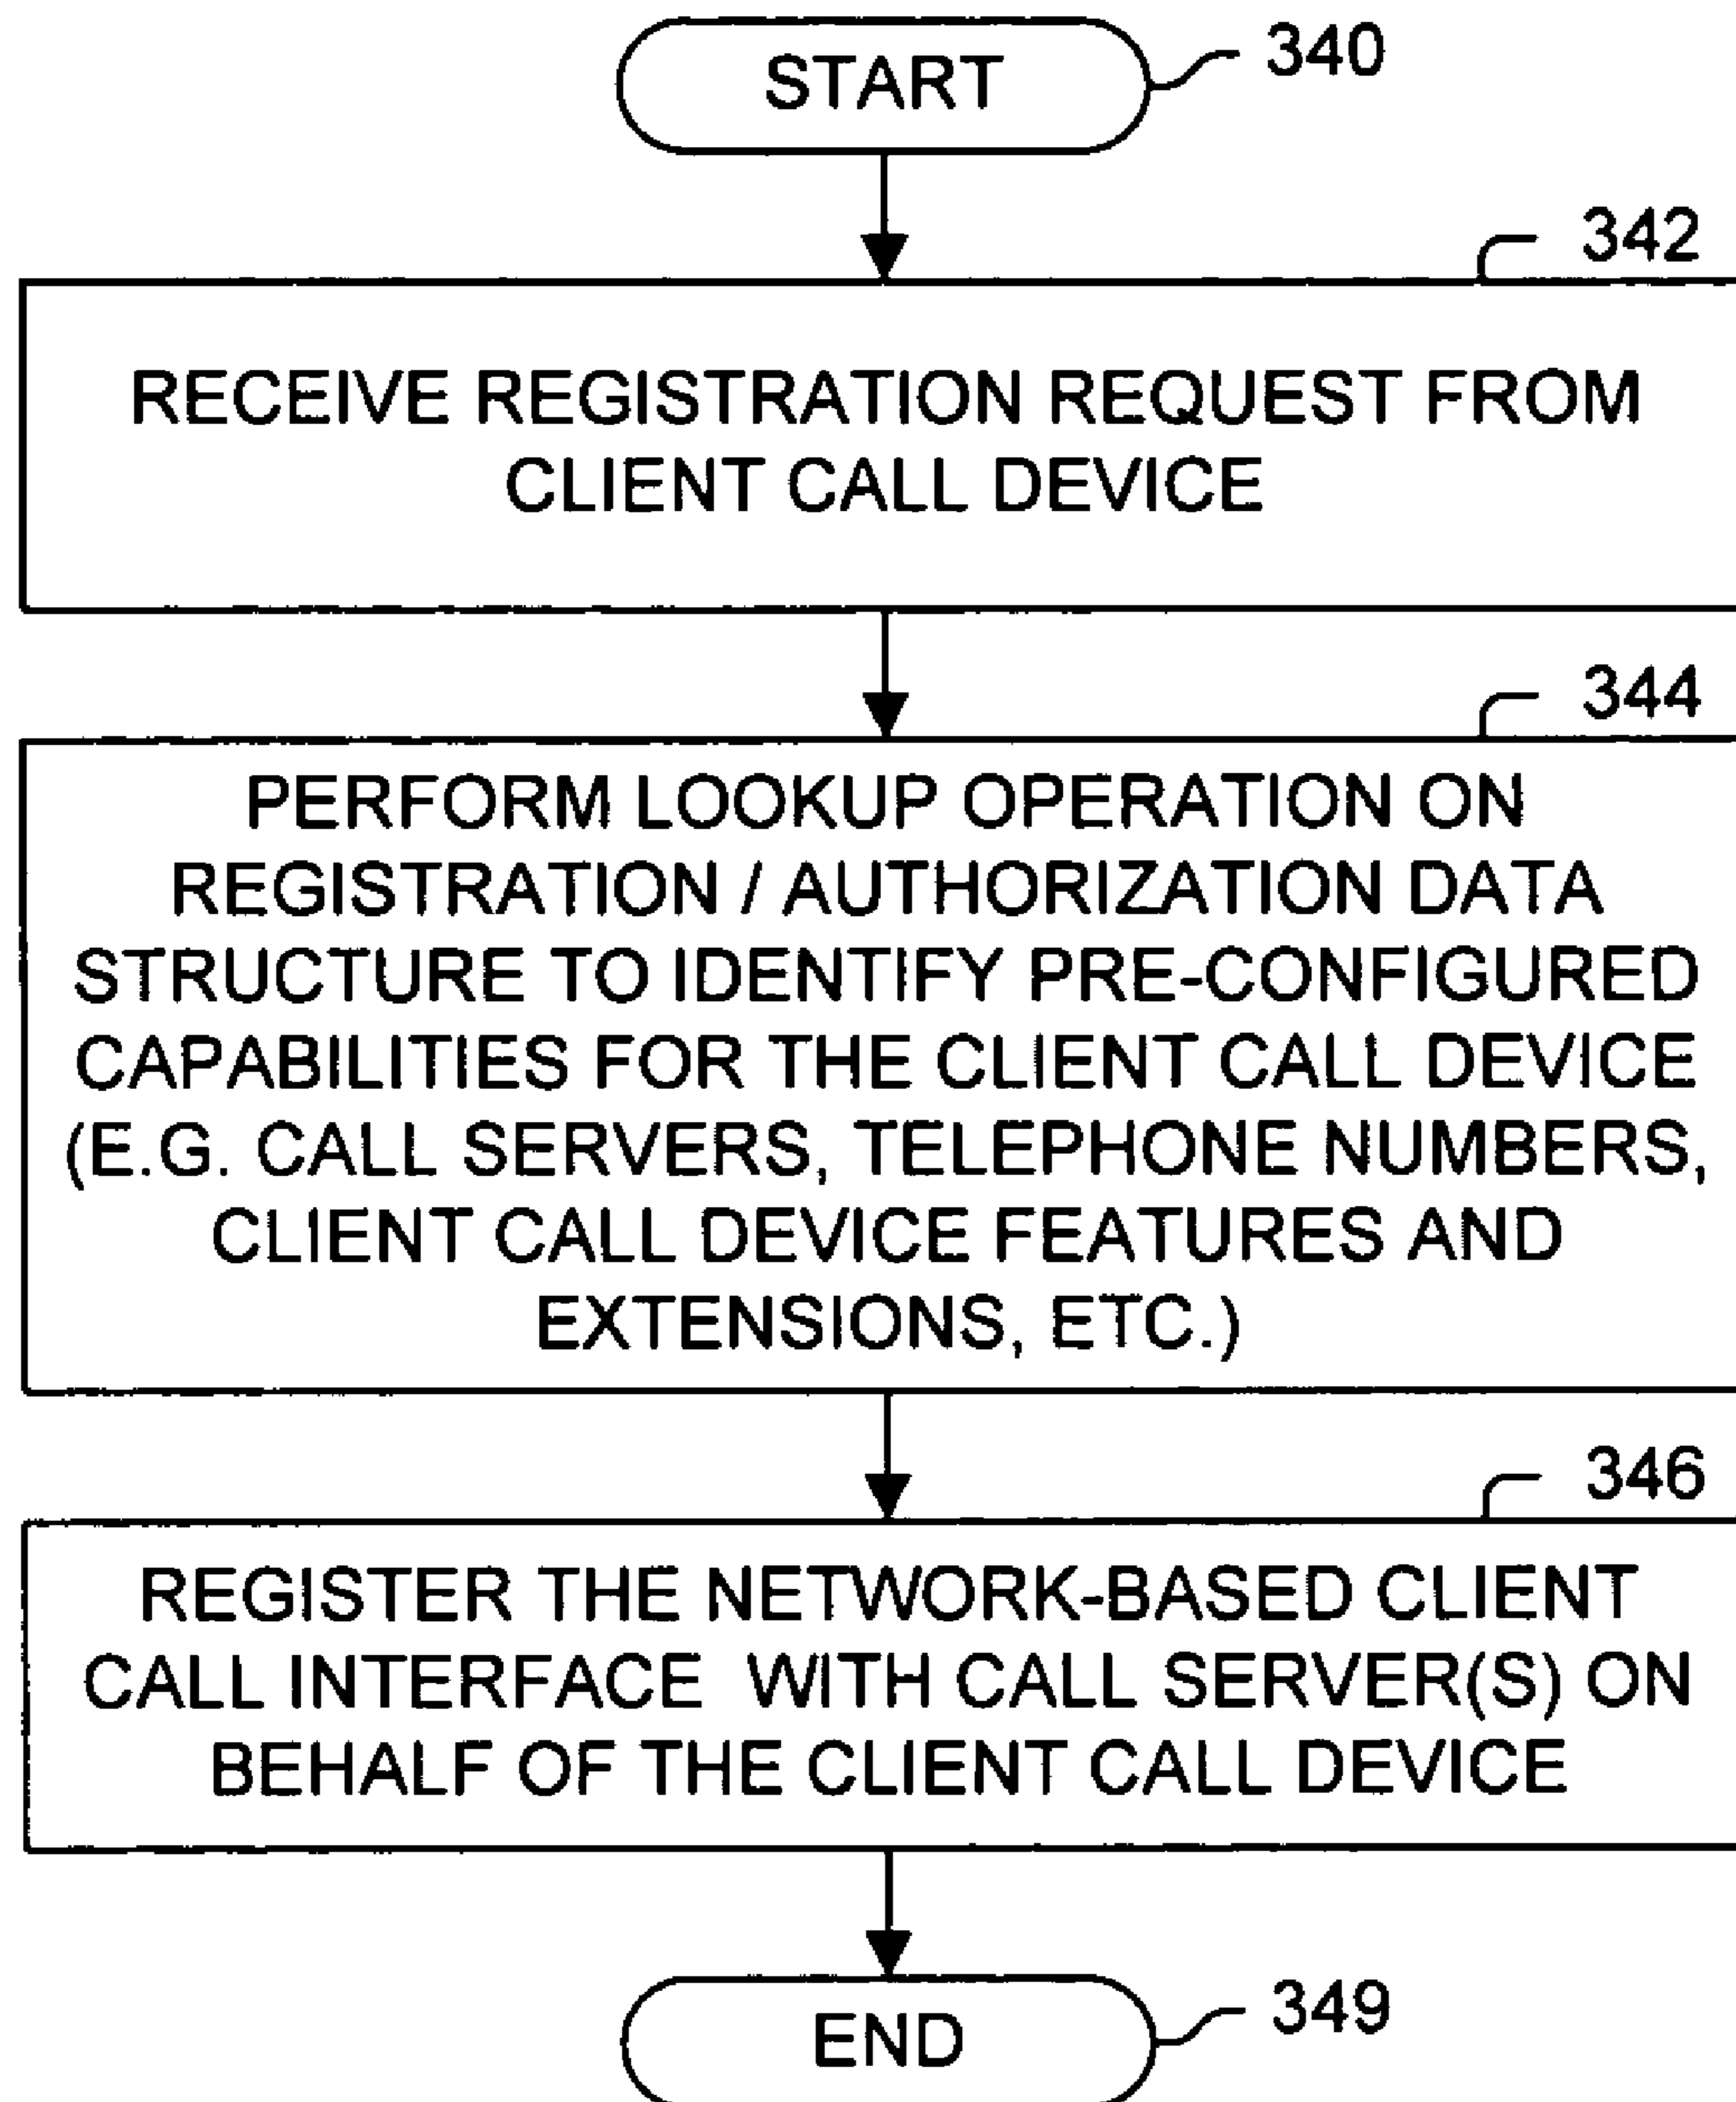 START
340
342
RECEIVE REGISTRATION REQUEST FROM
CLIENT CALL DEVICE
344
PERFORM LOOKUP OPERATION ON
REGISTRATION / AUTHORIZATION DATA
STRUCTURE TO IDENTIFY PRE-CONFIGURED
CAPABILITIES FOR THE CLIENT CALL DEVICE
(E.G. CALL SERVERS, TELEPHONE NUMBERS,
CLIENT CALL DEVICE FEATURES AND
EXTENSIONS, ETC.)
346
REGISTER THE NETWORK-BASED CLIENT
CALL INTERFACE WITH CALL SERVER(S) ON
BEHALF OF THE CLIENT CALL DEVICE
END
349